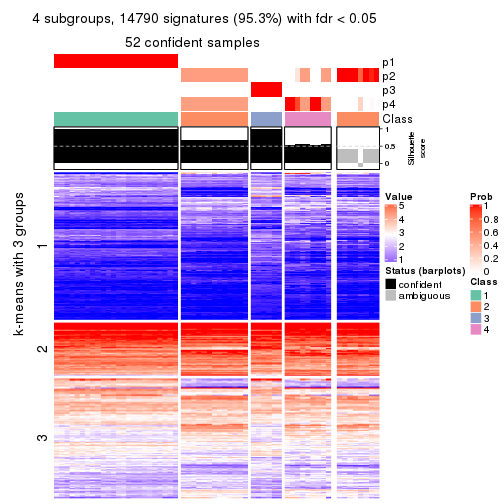 4 subgroups, 14790 signatures (95.3%) with fdr < 0.05
52 confident samples
p1
p2
p3
p4
Class
1
0.5
0
Silhouette
score
k-means with 3 groups
1
2
3
Value
5
4
3
2
1
Status (barplots)
confident
ambiguous
Prob
1
0.8
0.6
0.4
0.2
0
Class
1
2
3
4